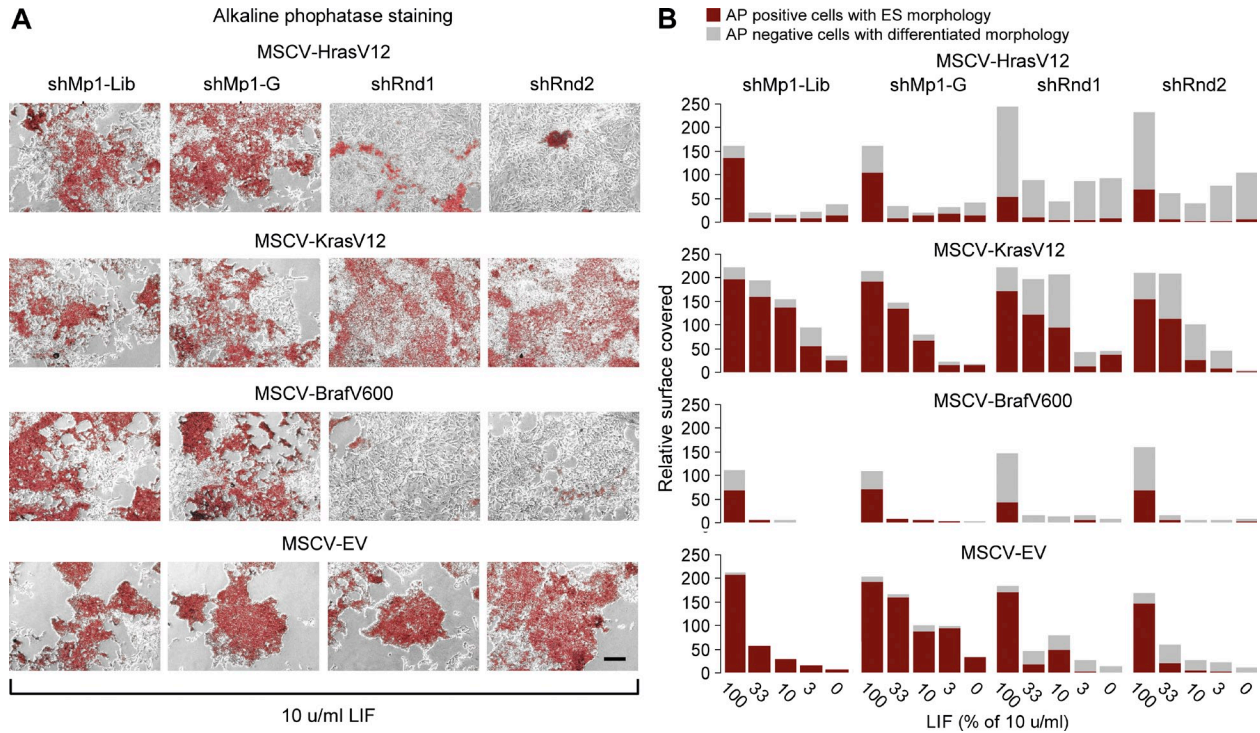 A
Alkaline phophatase staining
MSCV-HrasV12
shMp1-Lib shMp1-G shRnd1 shRnd2
MSCV-KrasV12
MSCV-BrafV600
MSCV-EV
10 u/ml LIF
B
AP positive cells with ES morphology
AP negative cells with differentiated morphology
MSCV-HrasV12
shMp1-Lib shMp1-G shRnd1 shRnd2
250
200
150
100
50
0
MSCV-KrasV12
250
200
150
100
50
0
MSCV-BrafV600
250
200
150
100
50
0
MSCV-EV
250
200
150
100
50
0
Relative surface covered
100 33 10 3 0 100 33 10 3 0 100 33 10 3 0 100 33 10 3 0
LIF (% of 10 u/ml)